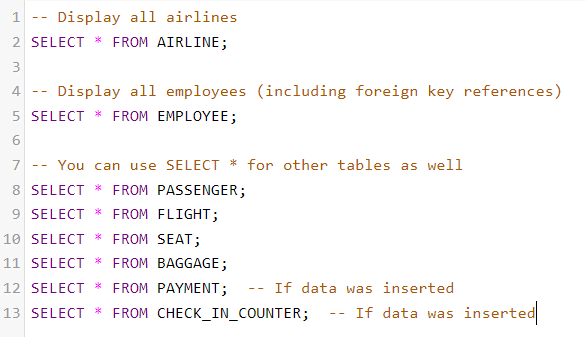 1 -- Display all airlines
2 SELECT * FROM AIRLINE;
3
4 -- Display all employees (including foreign key references)
5 SELECT * FROM EMPLOYEE;
6
7 -- You can use SELECT * for other tables as well
8 SELECT * FROM PASSENGER;
9 SELECT * FROM FLIGHT;
10 SELECT * FROM SEAT;
11 SELECT * FROM BAGGAGE;
12 SELECT * FROM PAYMENT;  -- If data was inserted
13 SELECT * FROM CHECK_IN_COUNTER;  -- If data was inserted